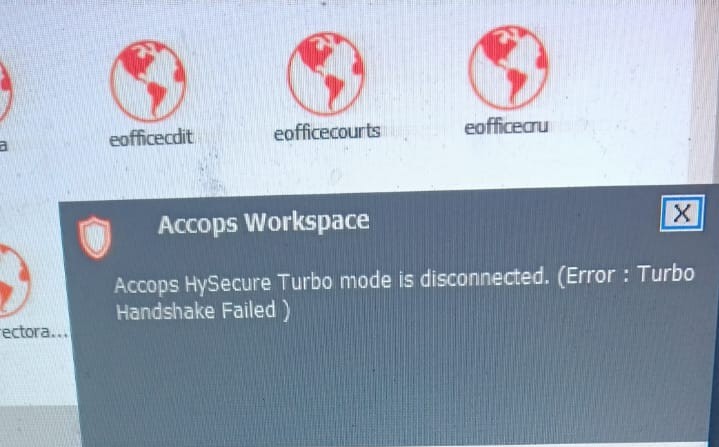 eofficecdit
eofficecourts
eofficecru
a
Accops Workspace
X
Accops HySecure Turbo mode is disconnected. (Error : Turbo
Handshake Failed )
ectora...